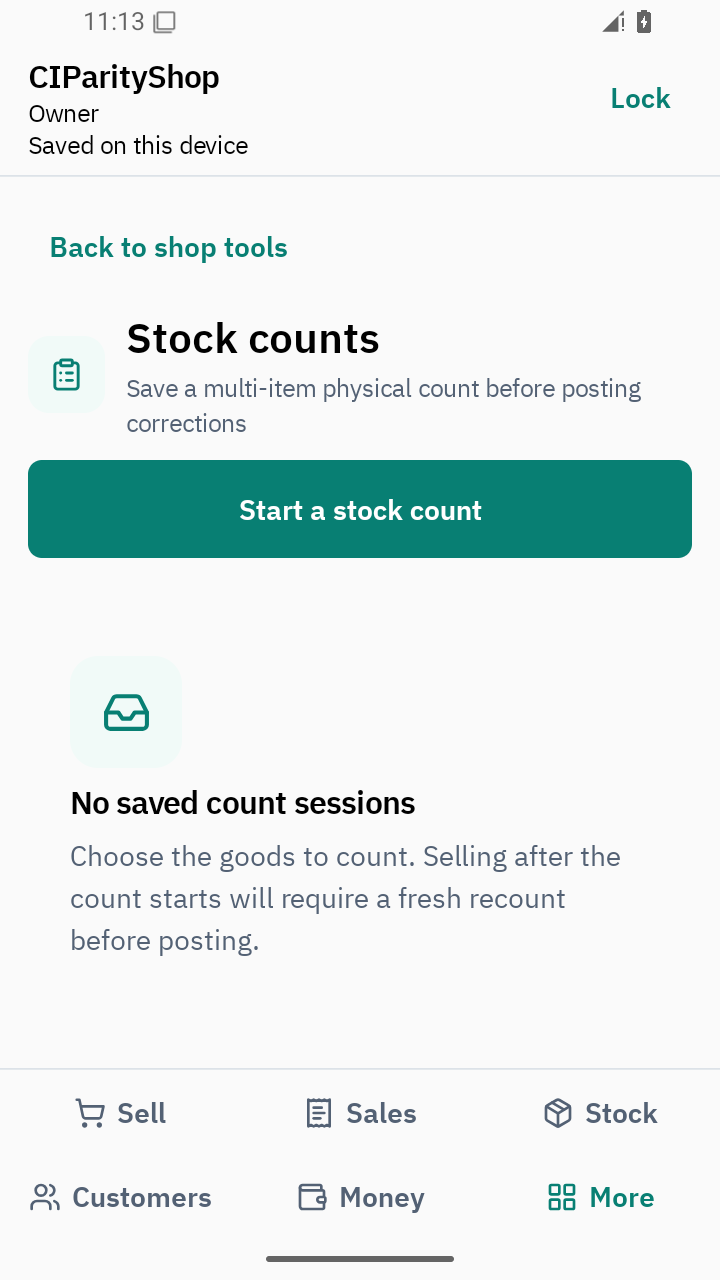 11:13
CIParityShop
Owner
Saved on this device
Lock
Back to shop tools
Stock counts
Save a multi-item physical count before posting
corrections
Start a stock count
No saved count sessions
Choose the goods to count. Selling after the
count starts will require a fresh recount
before posting.
Sell
Sales
Stock
Customers
Money
More